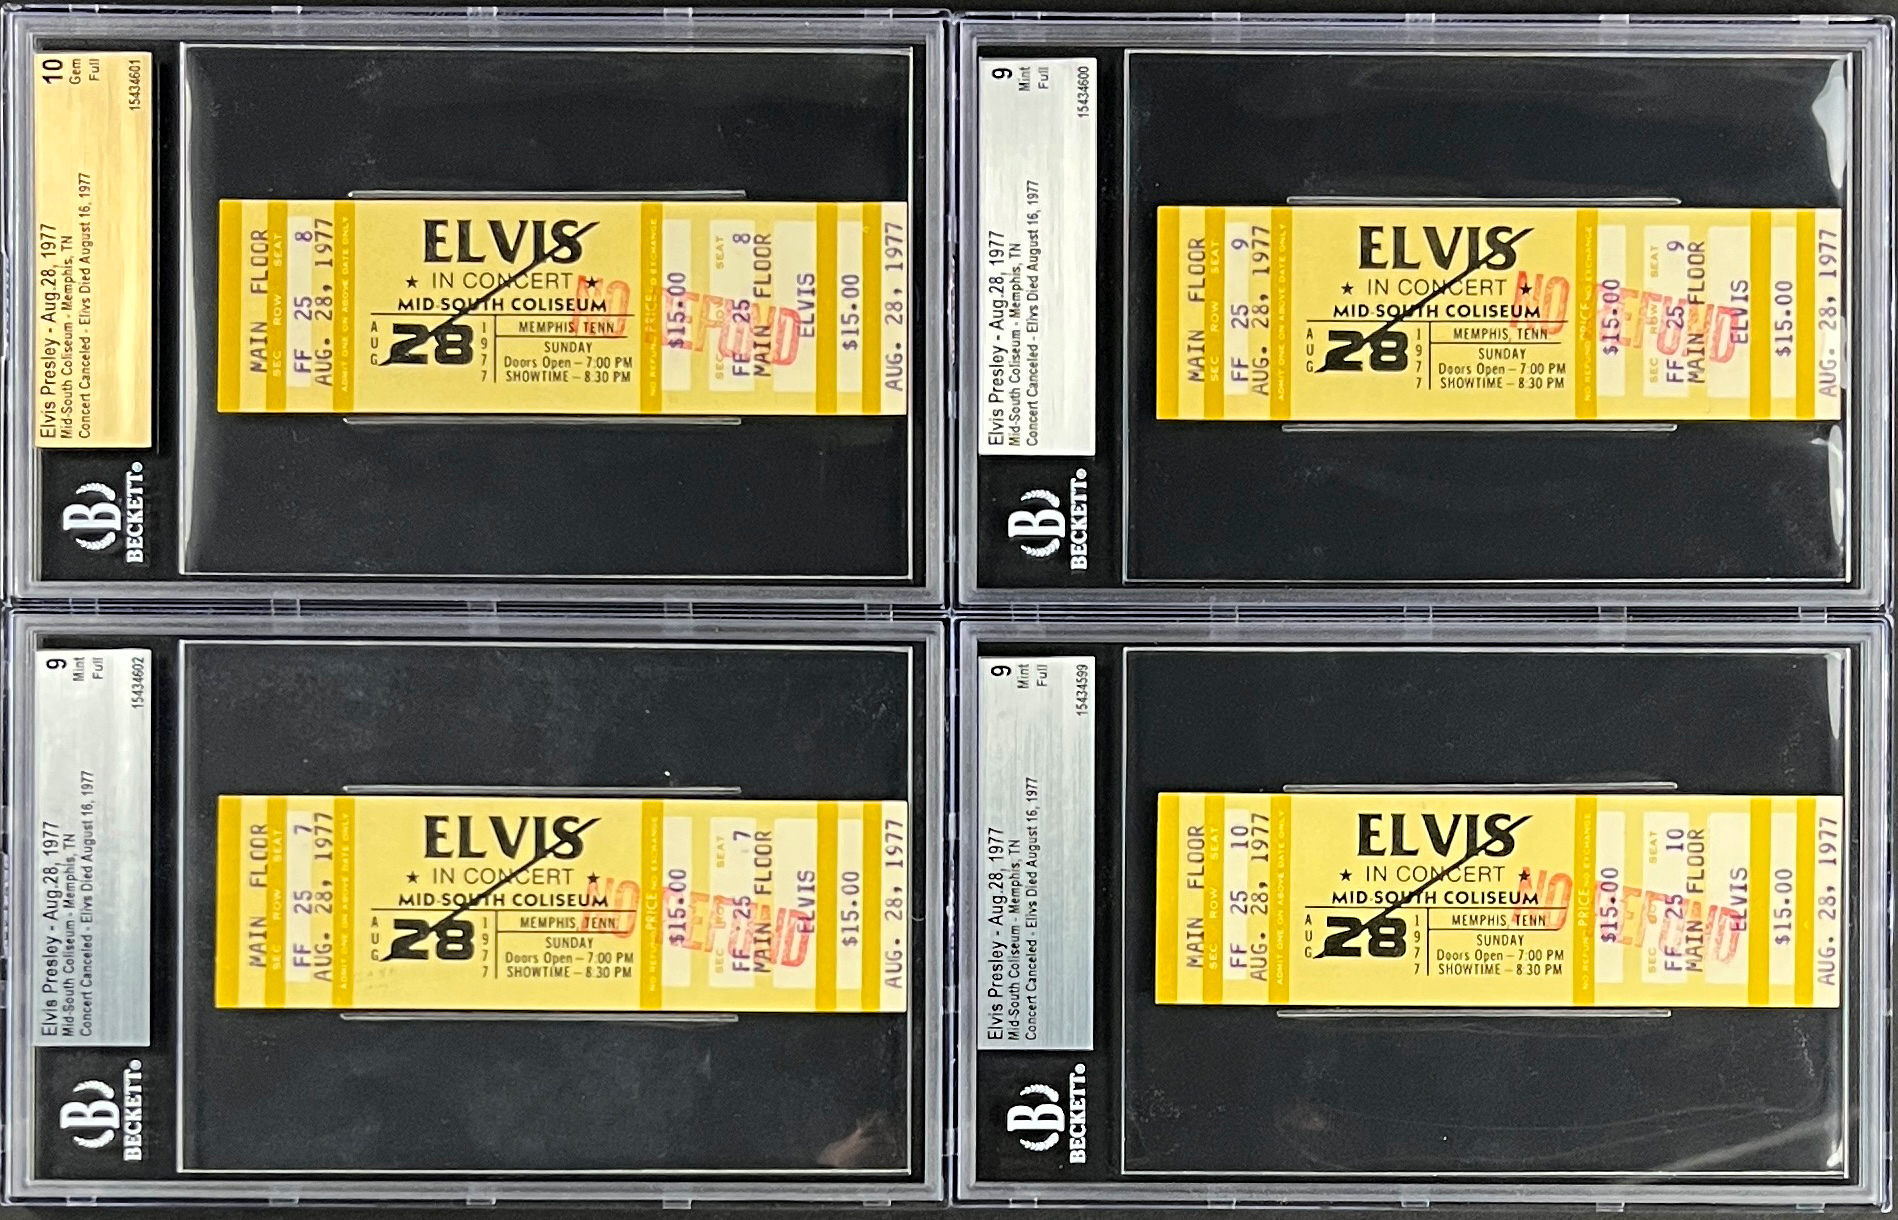 10
Gem
Full
15434601
Elvis Presley - Aug.28, 1977
Mid-South Coliseum - Memphis, TN
Concert Canceled - Elivs Died August 16, 1977
B
BECKETT®
MAIN FLOOR
SEC ROW SEAT
FF 25 8
AUG. 28, 1977
ADMIT ONE ON ABOVE DATE ONLY
ELVIS
★ IN CONCERT ★
MID-SOUTH COLISEUM
AUG 28 1977
MEMPHIS, TENN.
SUNDAY
Doors Open – 7:00 PM
SHOWTIME – 8:30 PM
NO REFUND
PRICE
NO EXCHANGE
$15.00
SEC ROW SEAT
FF 25 8
MAIN FLOOR
ELVIS
$15.00
AUG. 28, 1977
9
Mint
Full
15434600
Elvis Presley - Aug.28, 1977
Mid-South Coliseum - Memphis, TN
Concert Canceled - Elivs Died August 16, 1977
B
BECKETT®
MAIN FLOOR
SEC ROW SEAT
FF 25 9
AUG. 28, 1977
ADMIT ONE ON ABOVE DATE ONLY
ELVIS
★ IN CONCERT ★
MID-SOUTH COLISEUM
AUG 28 1977
MEMPHIS, TENN.
SUNDAY
Doors Open – 7:00 PM
SHOWTIME – 8:30 PM
NO REFUND
PRICE
NO EXCHANGE
$15.00
SEC ROW SEAT
FF 25 9
MAIN FLOOR
ELVIS
$15.00
AUG. 28, 1977
9
Mint
Full
15434602
Elvis Presley - Aug.28, 1977
Mid-South Coliseum - Memphis, TN
Concert Canceled - Elivs Died August 16, 1977
B
BECKETT®
MAIN FLOOR
SEC ROW SEAT
FF 25 7
AUG. 28, 1977
ADMIT ONE ON ABOVE DATE ONLY
ELVIS
★ IN CONCERT ★
MID-SOUTH COLISEUM
AUG 28 1977
MEMPHIS, TENN.
SUNDAY
Doors Open – 7:00 PM
SHOWTIME – 8:30 PM
NO REFUND
PRICE
NO EXCHANGE
$15.00
SEC ROW SEAT
FF 25 7
MAIN FLOOR
ELVIS
$15.00
AUG. 28, 1977
9
Mint
Full
15434599
Elvis Presley - Aug.28, 1977
Mid-South Coliseum - Memphis, TN
Concert Canceled - Elivs Died August 16, 1977
B
BECKETT®
MAIN FLOOR
SEC ROW SEAT
FF 25 10
AUG. 28, 1977
ADMIT ONE ON ABOVE DATE ONLY
ELVIS
★ IN CONCERT ★
MID-SOUTH COLISEUM
AUG 28 1977
MEMPHIS, TENN.
SUNDAY
Doors Open – 7:00 PM
SHOWTIME – 8:30 PM
NO REFUND
PRICE
NO EXCHANGE
$15.00
SEC ROW SEAT
FF 25 10
MAIN FLOOR
ELVIS
$15.00
AUG. 28, 1977